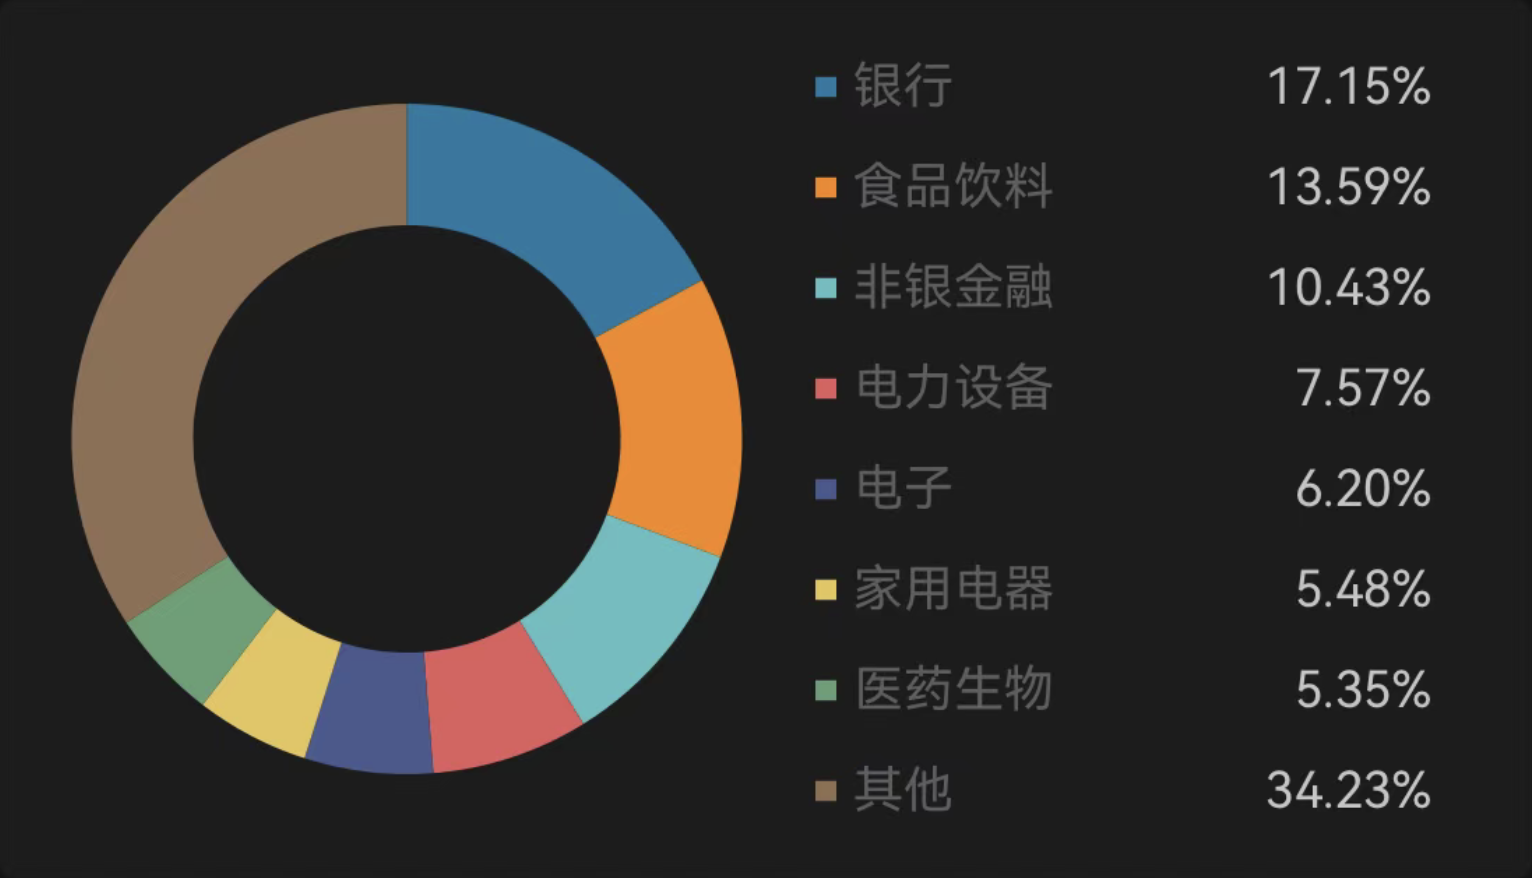 银行 17.15%
食品饮料 13.59%
非银金融 10.43%
电力设备 7.57%
电子 6.20%
家用电器 5.48%
医药生物 5.35%
其他 34.23%